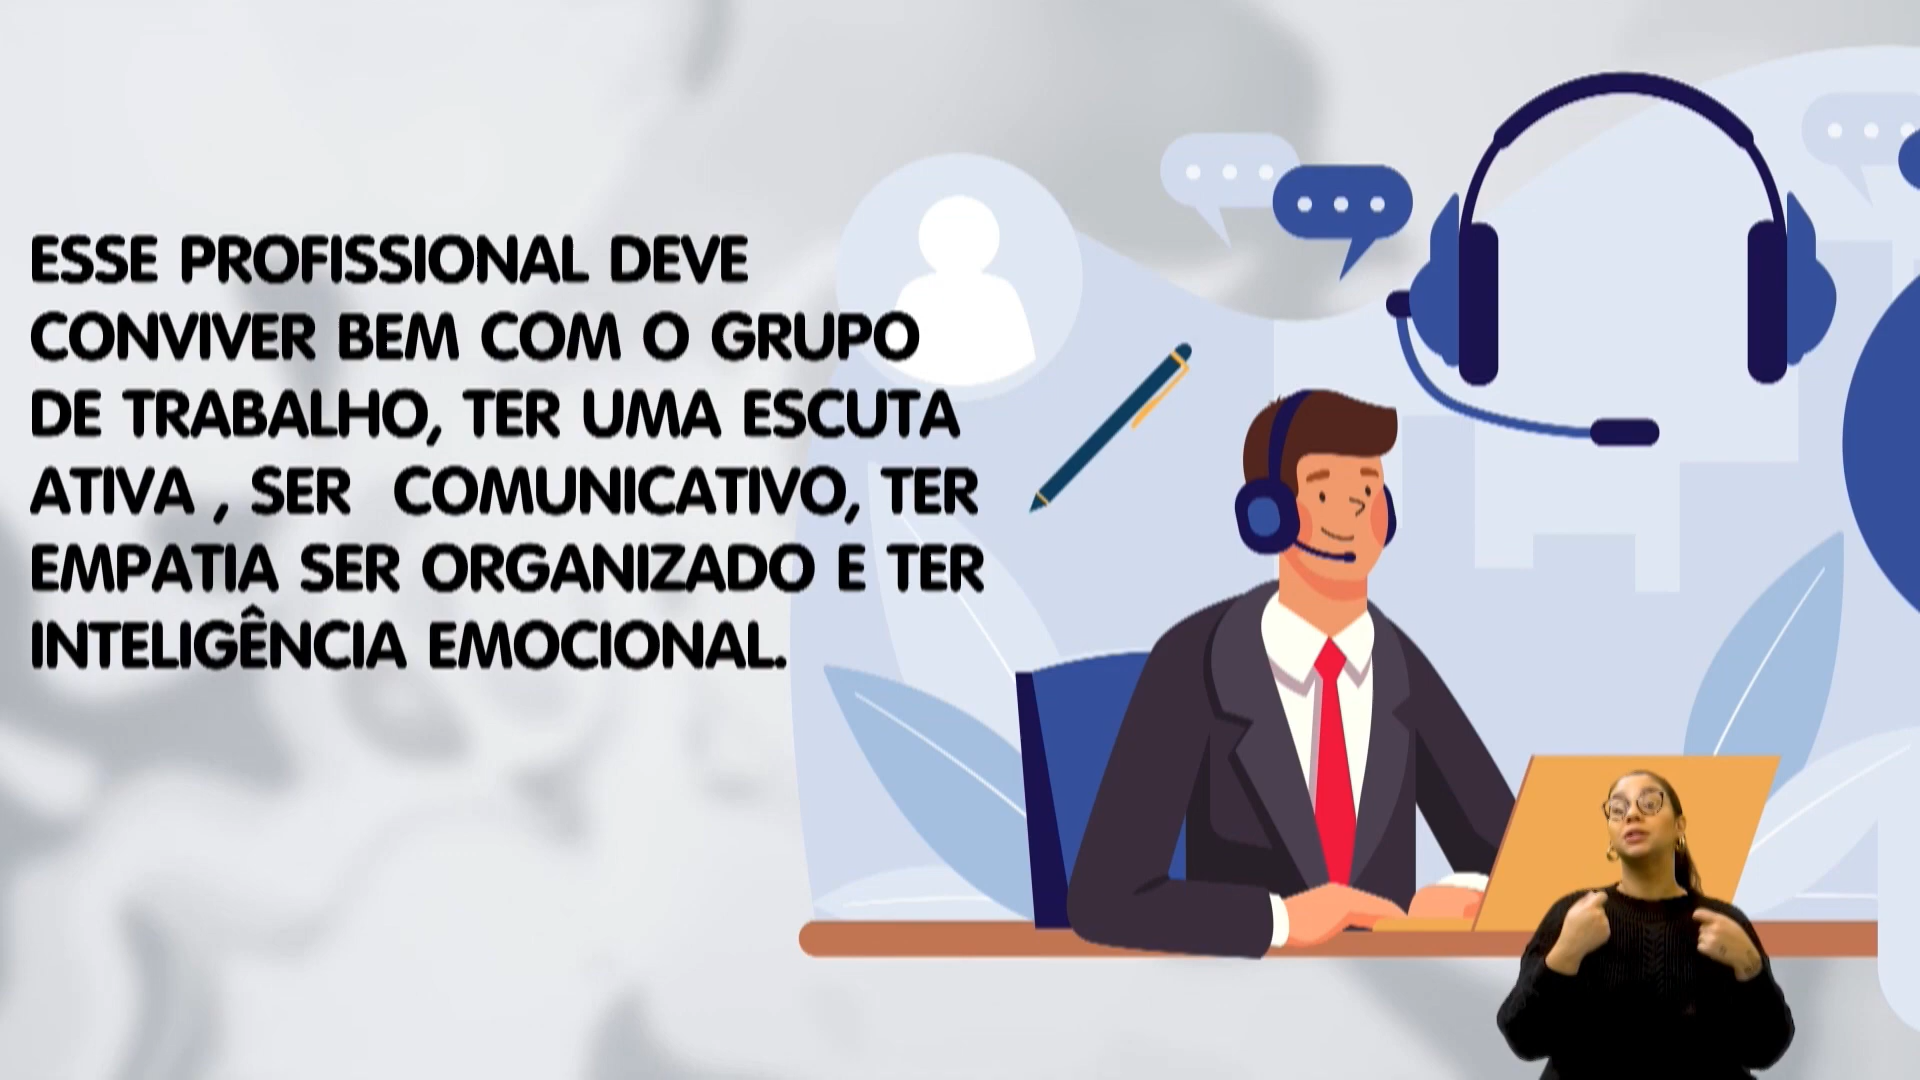 ESSE PROFISSIONAL DEVE
CONVIVER BEM COM O GRUPO
DE TRABALHO, TER UMA ESCUTA
ATIVA , SER  COMUNICATIVO, TER
EMPATIA SER ORGANIZADO E TER
INTELIGÊNCIA EMOCIONAL.